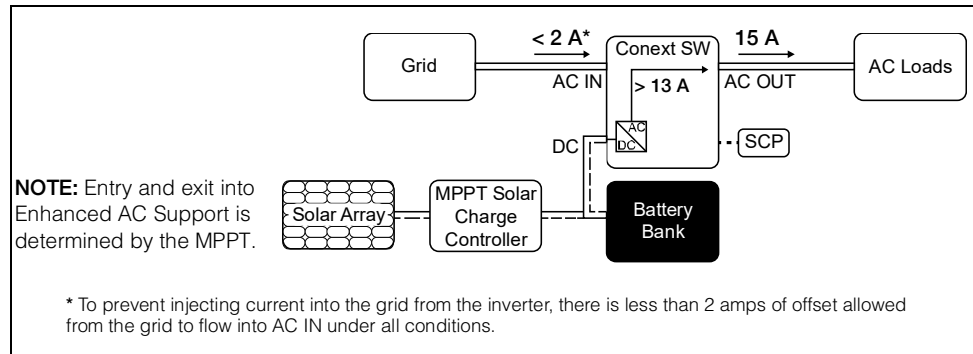 < 2 A*
Conext SW
15 A
Grid
AC IN
> 13 A
AC OUT
AC Loads
AC
DC
DC
SCP
NOTE: Entry and exit into
Enhanced AC Support is
determined by the MPPT.
Solar Array
MPPT Solar
Charge
Controller
Battery
Bank
* To prevent injecting current into the grid from the inverter, there is less than 2 amps of offset allowed
from the grid to flow into AC IN under all conditions.